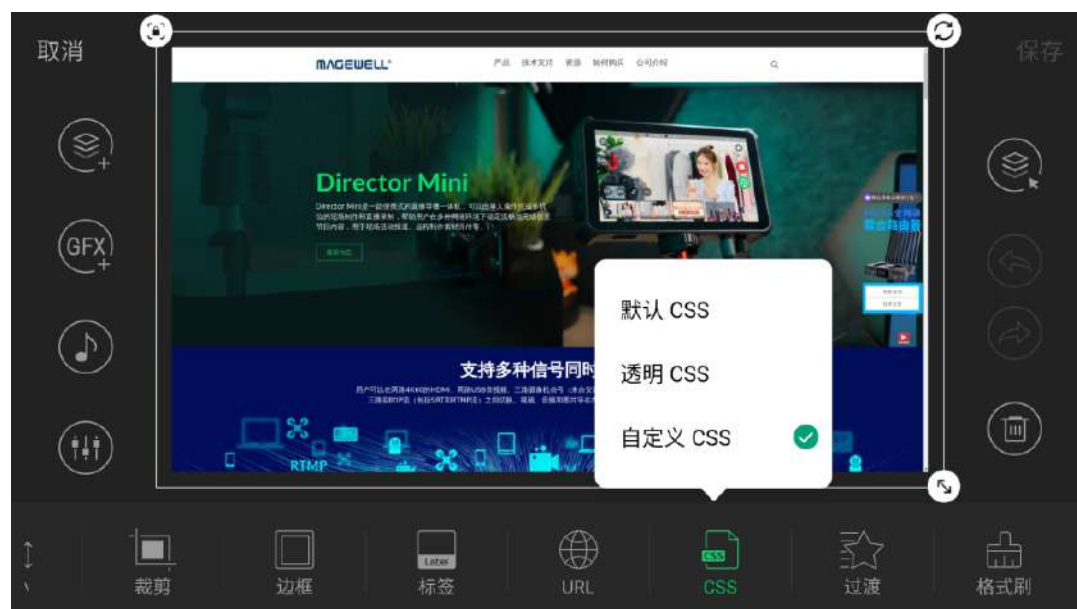 取消
保存
MAGEWELL®
产品 技术支持 资源 如何购买 公司介绍
Director Mini
支持多种信号同时
RTMP
GFX
默认 CSS
透明 CSS
自定义 CSS
裁剪
边框
Label
标签
URL
CSS
CSS
过渡
格式刷